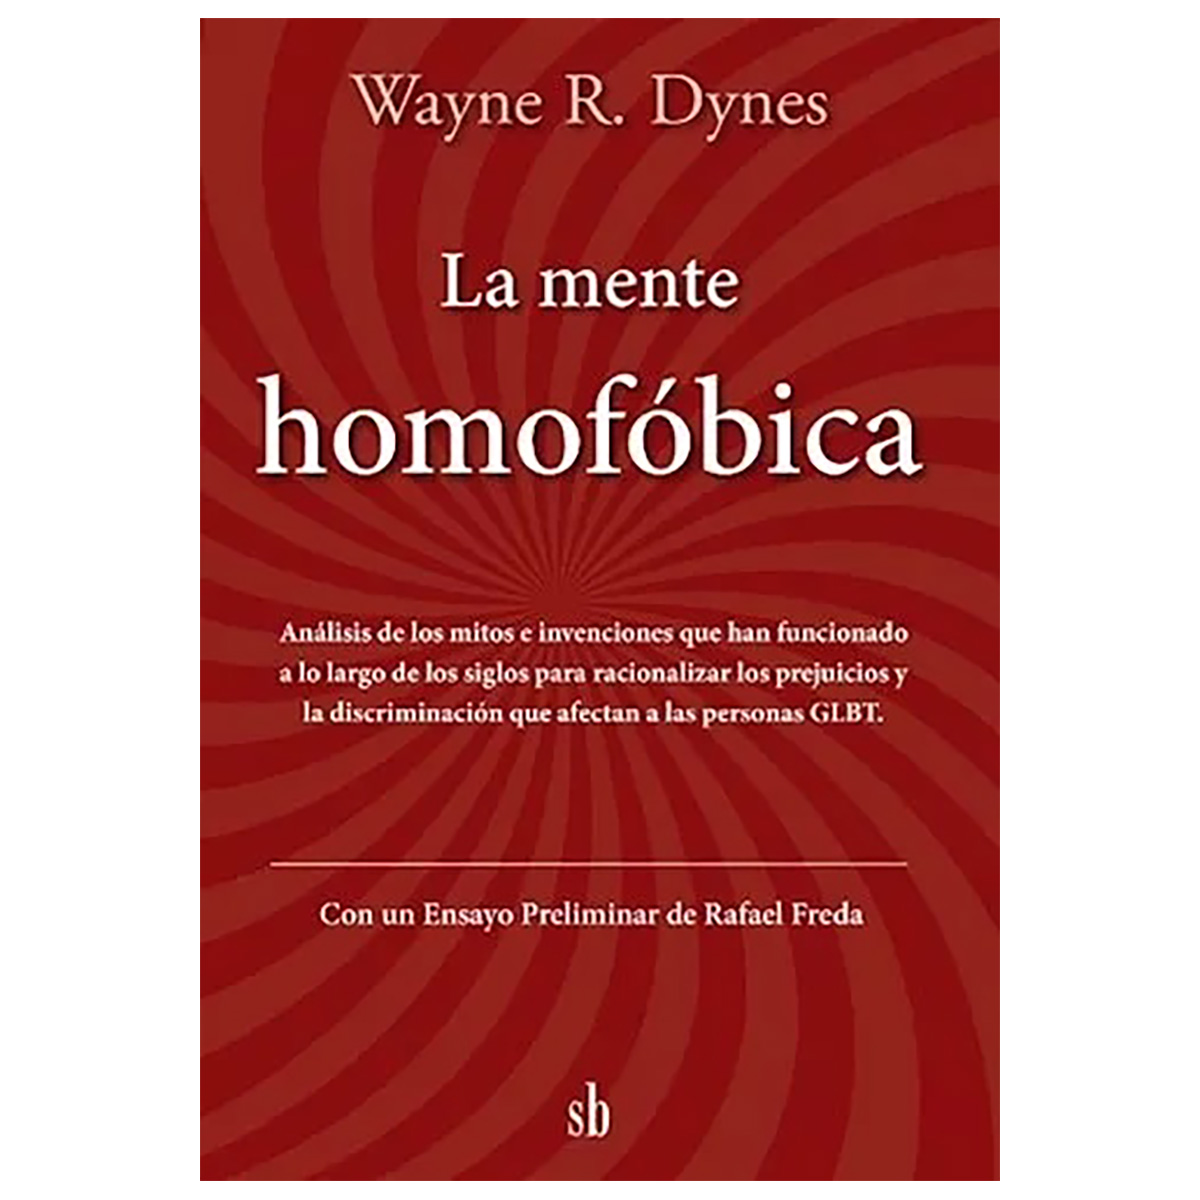 Wayne R. Dynes
La mente
homofóbica
Análisis de los mitos e invenciones que han funcionado
a lo largo de los siglos para racionalizar los prejuicios y
la discriminación que afectan a las personas GLBT.
Con un Ensayo Preliminar de Rafael Freda
sb